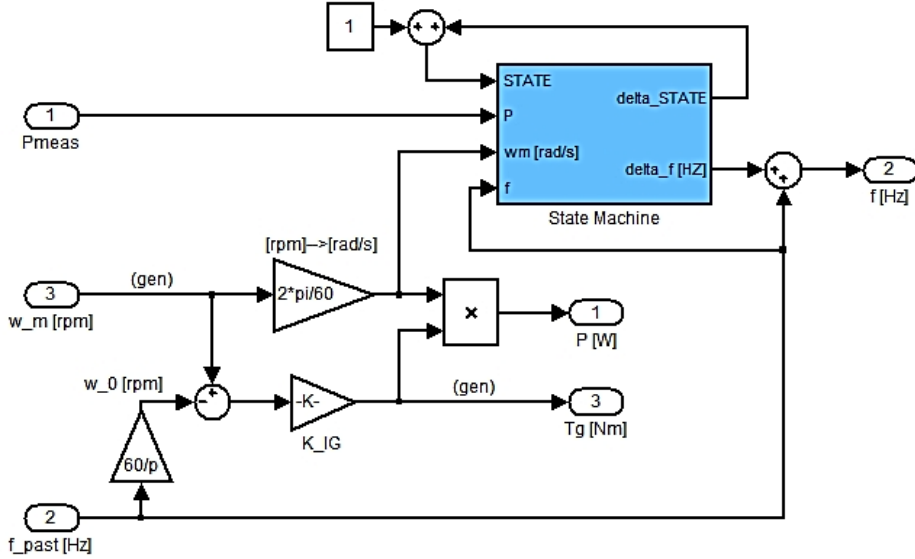 1
+ +
STATE
delta_STATE
1
Pmeas
P
wm [rad/s]
delta_f [HZ]
f
+
+
2
f [Hz]
State Machine
[rpm]-->[rad/s]
(gen)
3
w_m [rpm]
2*pi/60
×
1
P [W]
w_0 [rpm]
+
-
-K-
K_IG
(gen)
3
Tg [Nm]
60/p
2
f_past [Hz]